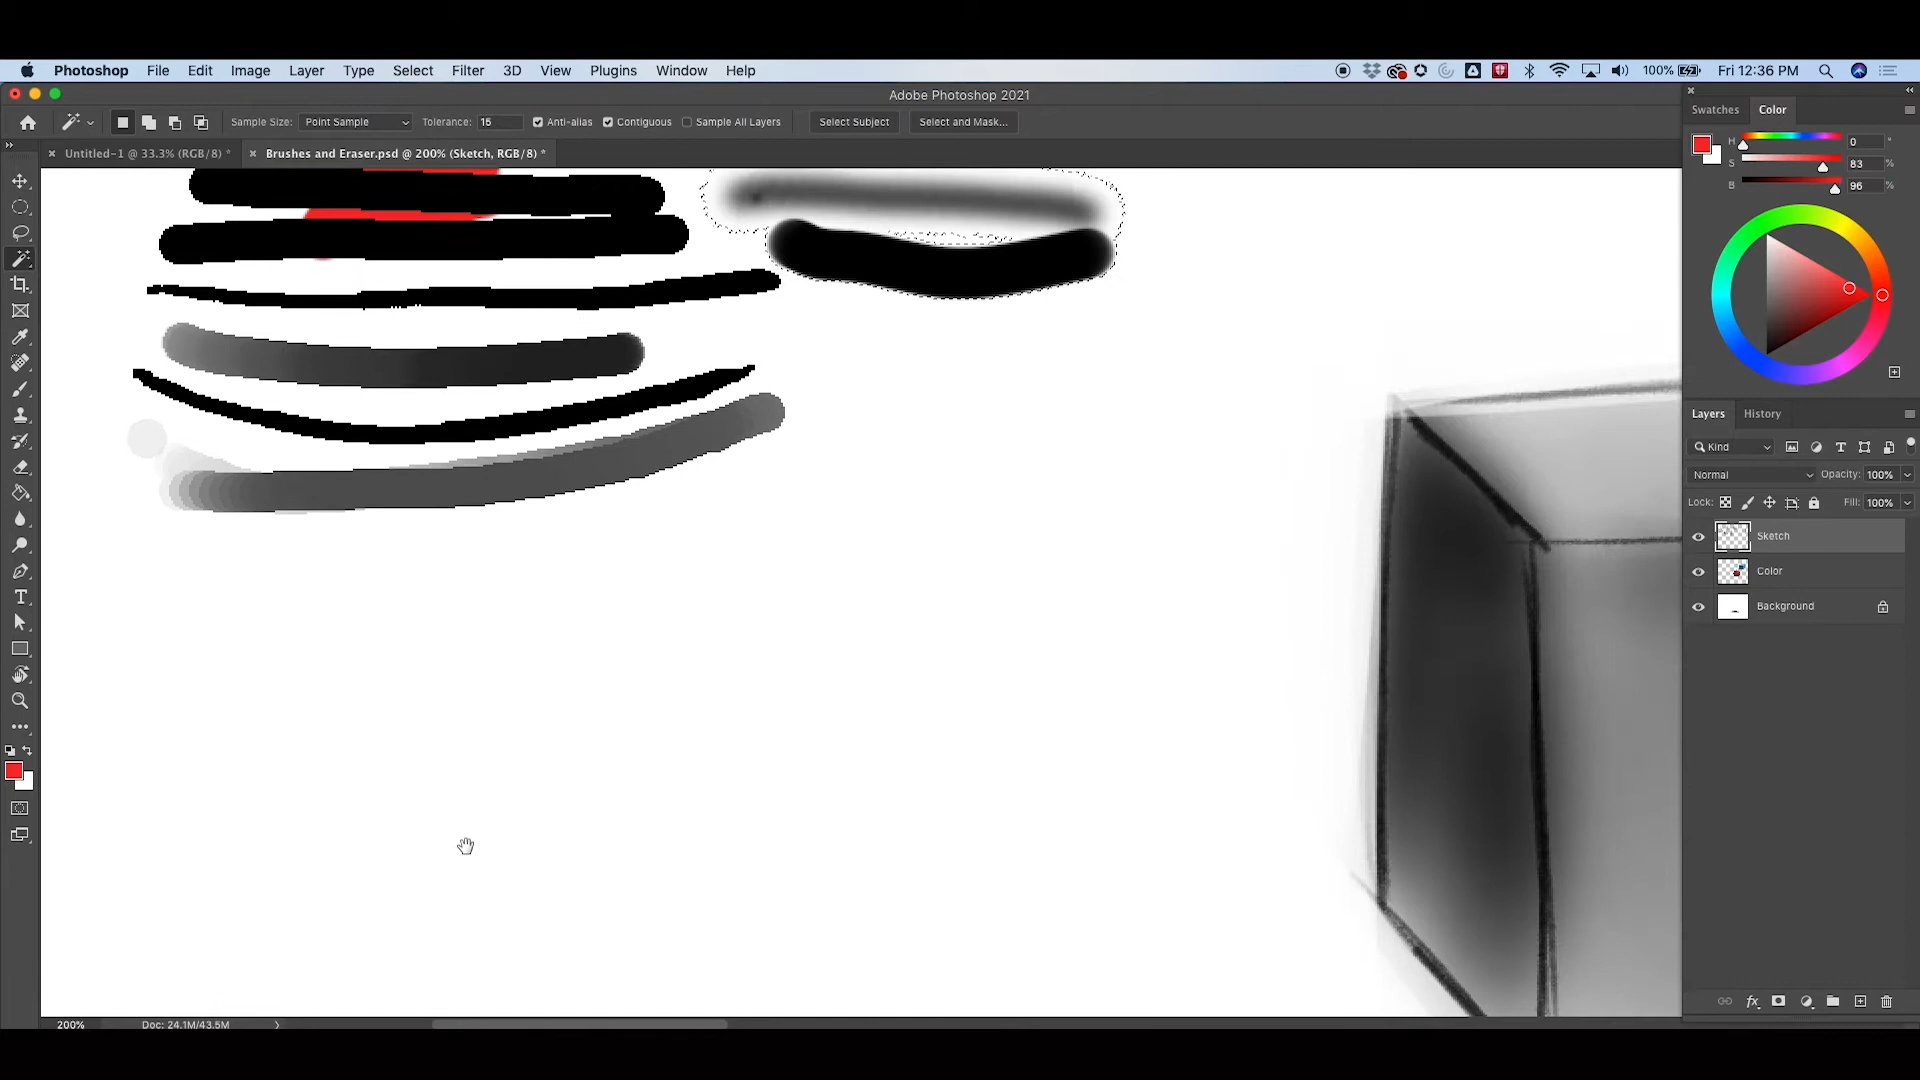 Photoshop File Edit Image Layer Type Select Filter 3D View Plugins Window Help 100% Fri 12:36 PM
Adobe Photoshop 2021
Sample Size: Point Sample Tolerance: 15 Anti-alias Contiguous Sample All Layers Select Subject Select and Mask...
Untitled-1 @ 33.3% (RGB/8) * Brushes and Eraser.psd @ 200% (Sketch, RGB/8) *
Swatches Color
H 0 °
S 83 %
B 96 %
Layers History
Kind
Normal Opacity: 100%
Lock: Fill: 100%
Sketch
Color
Background
200% Doc: 24.1M/43.5M